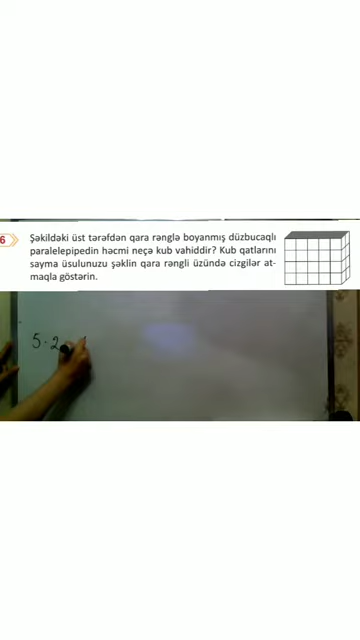 6
Şəkildəki üst tərəfdən qara rənglə boyanmış düzbucaqlı
paralelepipedin həcmi neçə kub vahiddir? Kub qatlarını
sayma üsulunuzu şəklin qara rəngli üzündə cizgilər at-
maqla göstərin.
5 · 2